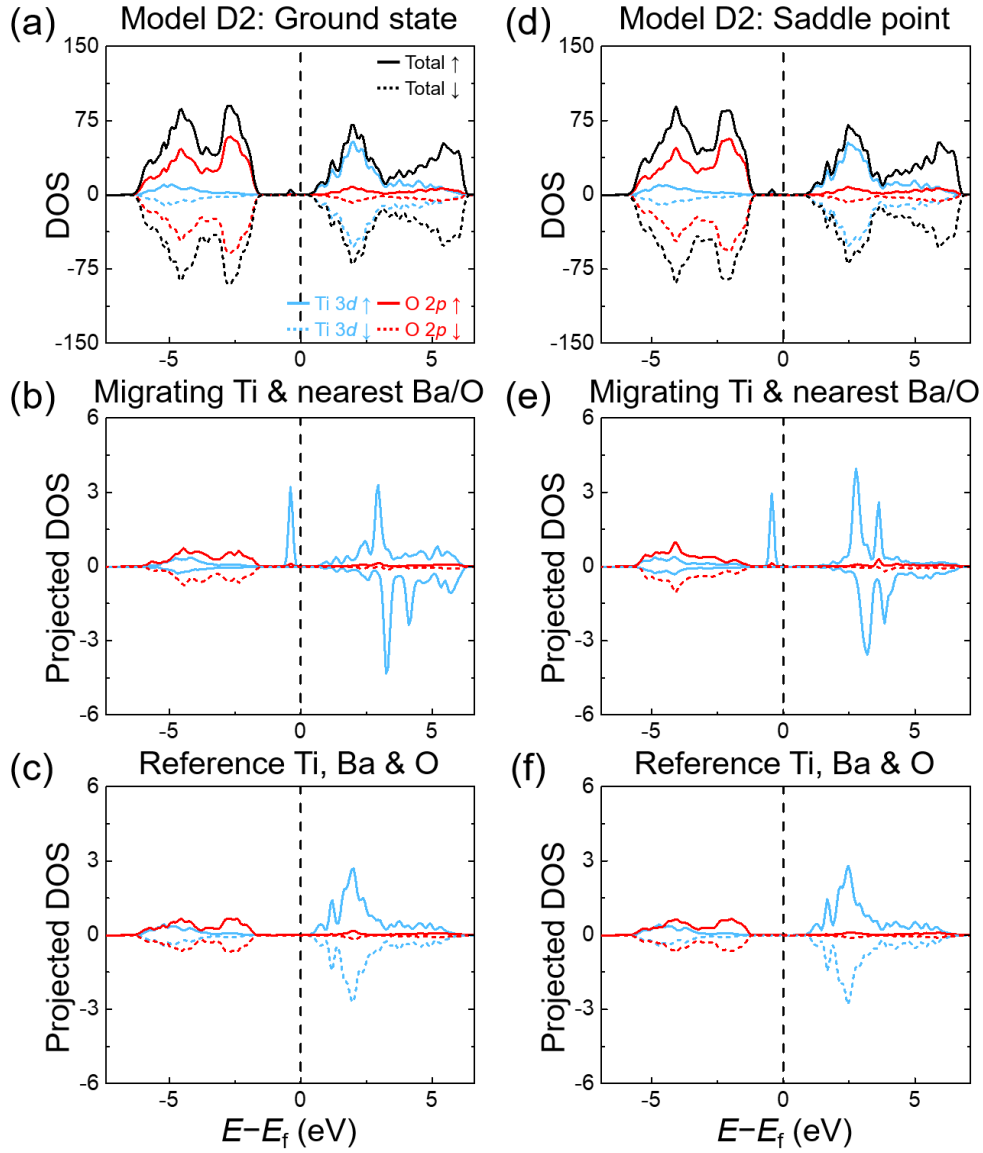 (a) Model D2: Ground state
150
75
0
-75
-150
DOS
Total ↑
Total ↓
Ti 3d ↑
O 2p ↑
Ti 3d ↓
O 2p ↓
-5 0 5
(d) Model D2: Saddle point
150
75
0
-75
-150
DOS
-5 0 5
(b) Migrating Ti & nearest Ba/O
6
3
0
-3
-6
Projected DOS
-5 0 5
(e) Migrating Ti & nearest Ba/O
6
3
0
-3
-6
Projected DOS
-5 0 5
(c) Reference Ti, Ba & O
6
3
0
-3
-6
Projected DOS
-5 0 5
E−Ef (eV)
(f) Reference Ti, Ba & O
6
3
0
-3
-6
Projected DOS
-5 0 5
E−Ef (eV)